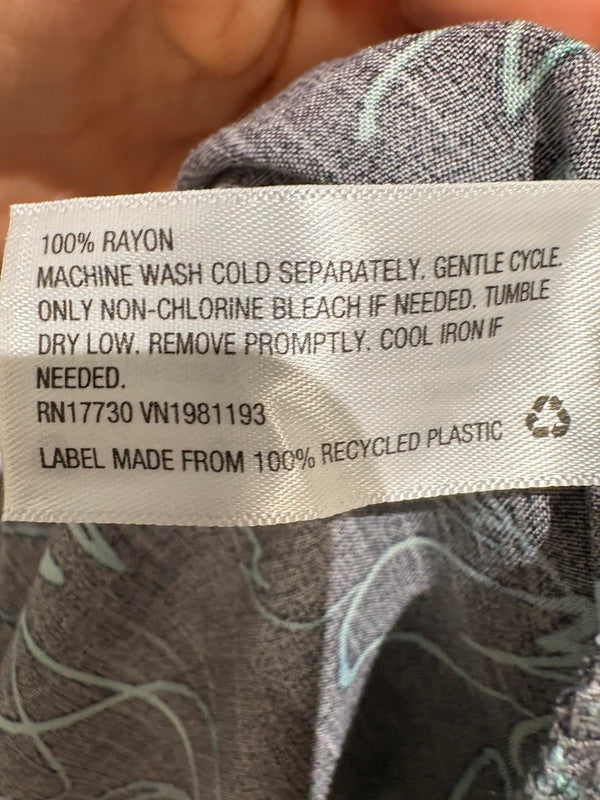 100% RAYON
MACHINE WASH COLD SEPARATELY. GENTLE CYCLE.
ONLY NON-CHLORINE BLEACH IF NEEDED. TUMBLE
DRY LOW. REMOVE PROMPTLY. COOL IRON IF
NEEDED.
RN17730 VN1981193
LABEL MADE FROM 100% RECYCLED PLASTIC